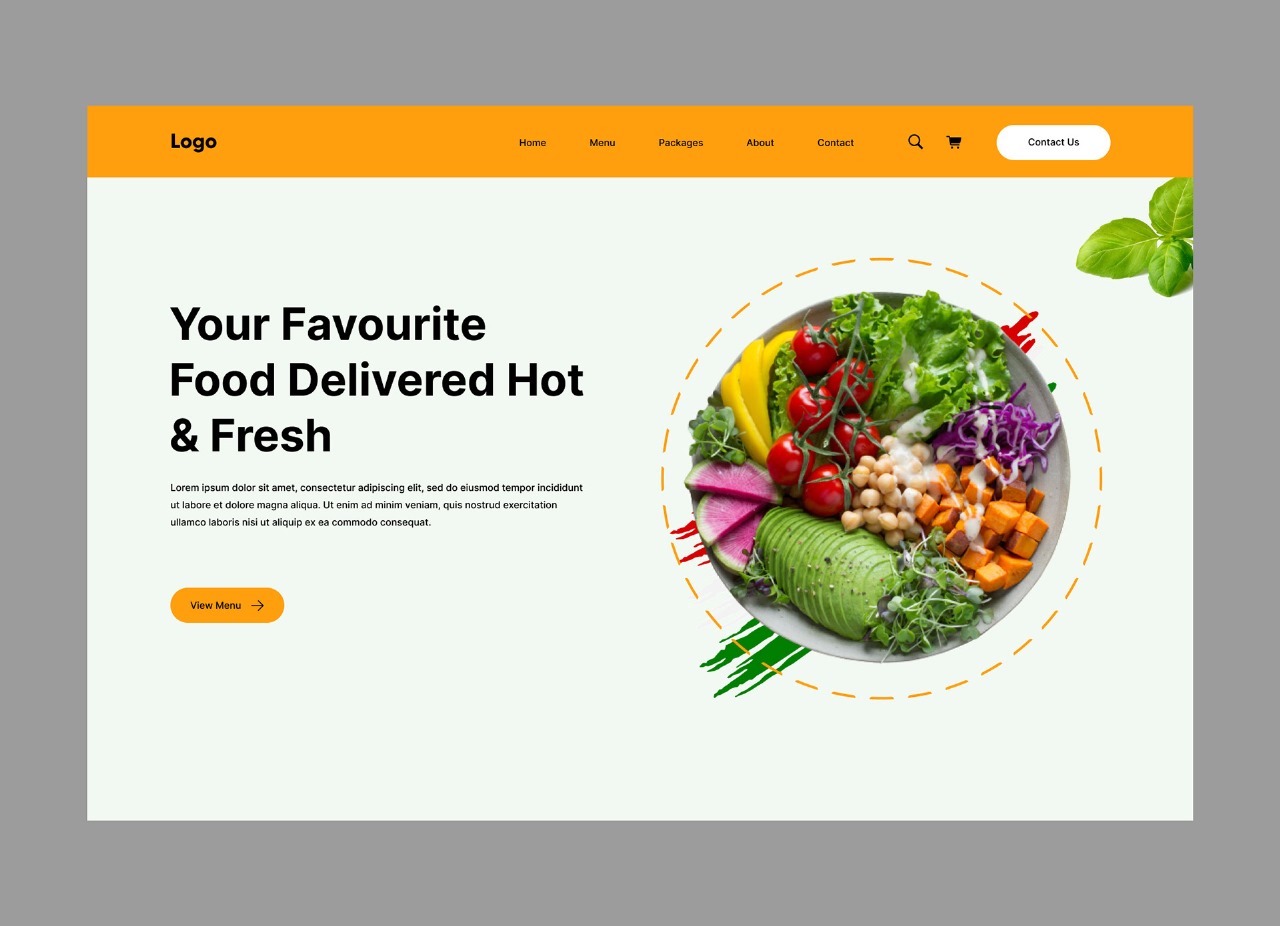 Logo
Home Menu Packages About Contact Contact Us
Your Favourite
Food Delivered Hot
& Fresh
Lorem ipsum dolor sit amet, consectetur adipiscing elit, sed do eiusmod tempor incididunt
ut labore et dolore magna aliqua. Ut enim ad minim veniam, quis nostrud exercitation
ullamco laboris nisi ut aliquip ex ea commodo consequat.
View Menu